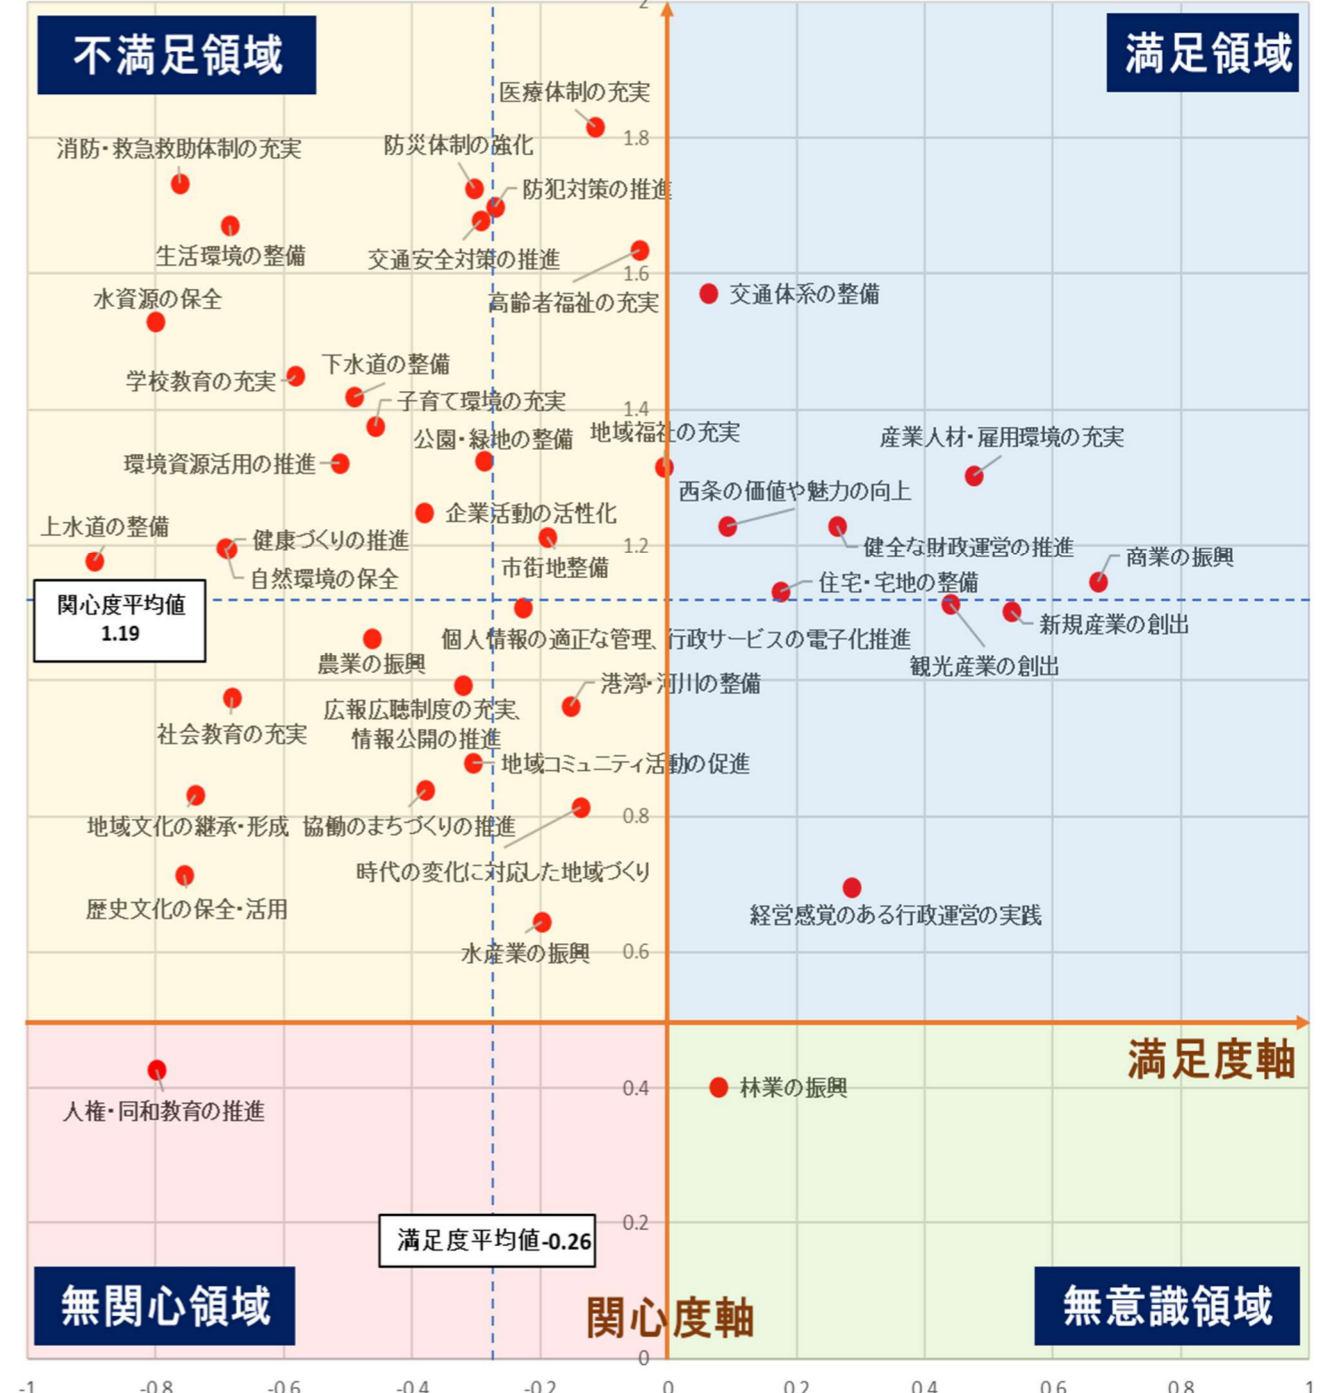 2
不満足領域
満足領域
医療体制の充実
1.8
消防・救急救助体制の充実
防災体制の強化
防犯対策の推進
生活環境の整備
交通安全対策の推進
1.6
水資源の保全
高齢者福祉の充実
交通体系の整備
学校教育の充実
下水道の整備
子育て環境の充実
1.4
公園・緑地の整備
地域福祉の充実
産業人材・雇用環境の充実
環境資源活用の推進
西条の価値や魅力の向上
上水道の整備
企業活動の活性化
健康づくりの推進
1.2
健全な財政運営の推進
自然環境の保全
市街地整備
商業の振興
住宅・宅地の整備
関心度平均値
1.19
新規産業の創出
農業の振興
個人情報の適正な管理、行政サービスの電子化推進
観光産業の創出
港湾・河川の整備
社会教育の充実
広報広聴制度の充実、
情報公開の推進
地域コミュニティ活動の促進
0.8
地域文化の継承・形成
協働のまちづくりの推進
時代の変化に対応した地域づくり
歴史文化の保全・活用
経営感覚のある行政運営の実践
水産業の振興
0.6
満足度軸
人権・同和教育の推進
0.4
林業の振興
0.2
満足度平均値-0.26
無関心領域
関心度軸
無意識領域
0
-1
-0.8
-0.6
-0.4
-0.2
0
0.2
0.4
0.6
0.8
1